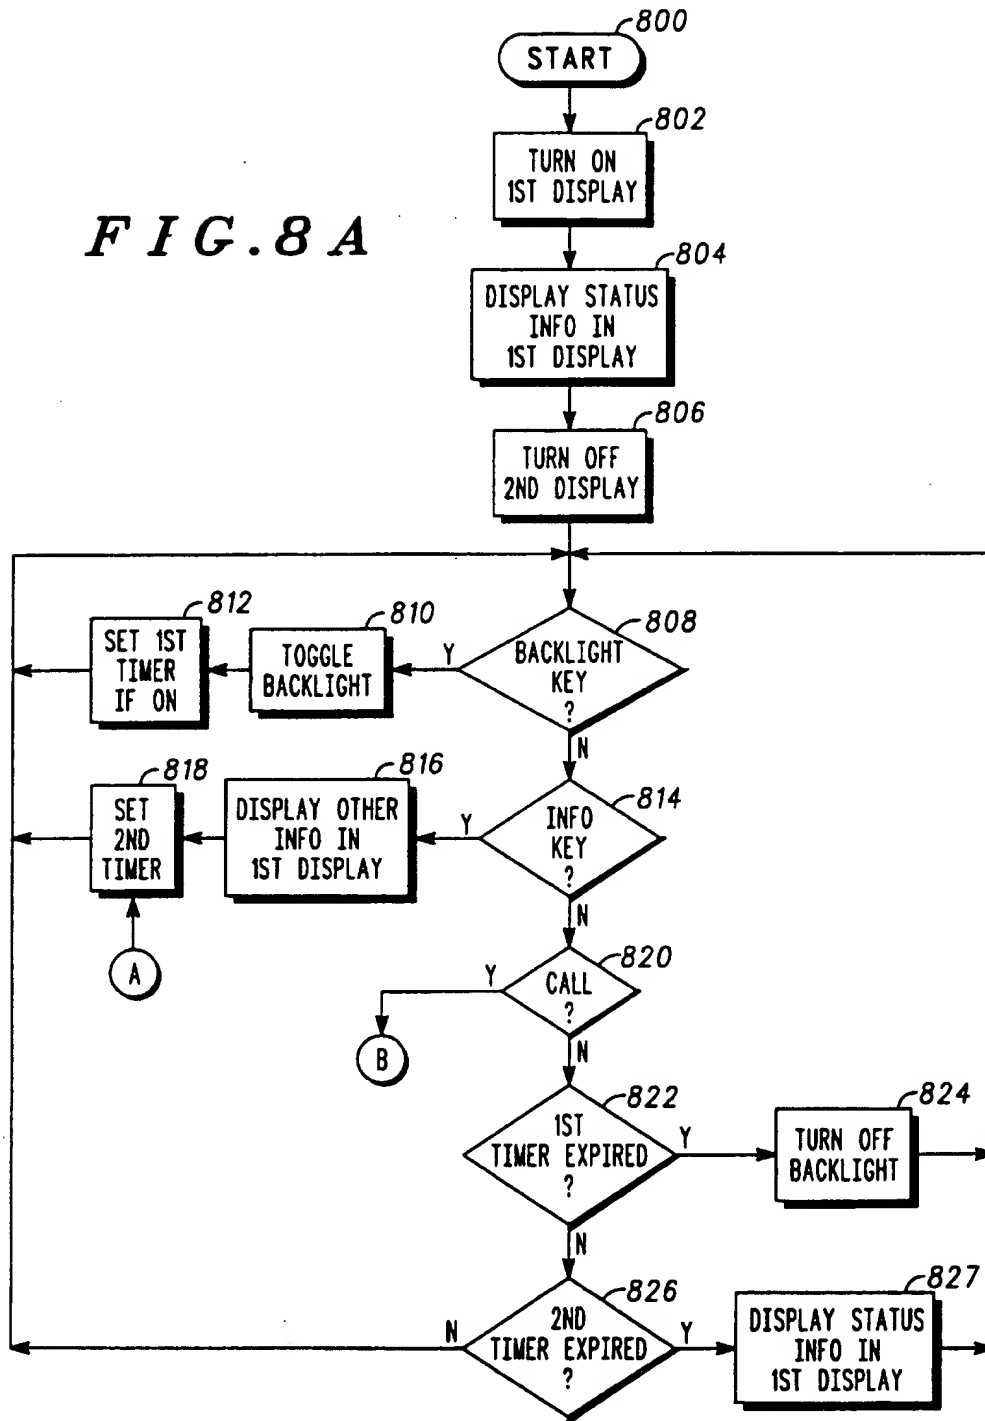 800
START
802
TURN ON
1ST DISPLAY
FIG. 8A
804
DISPLAY STATUS
INFO IN
1ST DISPLAY
806
TURN OFF
2ND DISPLAY
812
SET 1ST
TIMER
IF ON
810
TOGGLE
BACKLIGHT
Y
808
BACKLIGHT
KEY
?
N
818
SET
2ND
TIMER
816
DISPLAY OTHER
INFO IN
1ST DISPLAY
Y
814
INFO
KEY
?
N
A
820
CALL
?
Y
B
N
822
1ST
TIMER EXPIRED
?
Y
824
TURN OFF
BACKLIGHT
N
826
2ND
TIMER EXPIRED
?
N
Y
827
DISPLAY STATUS
INFO IN
1ST DISPLAY